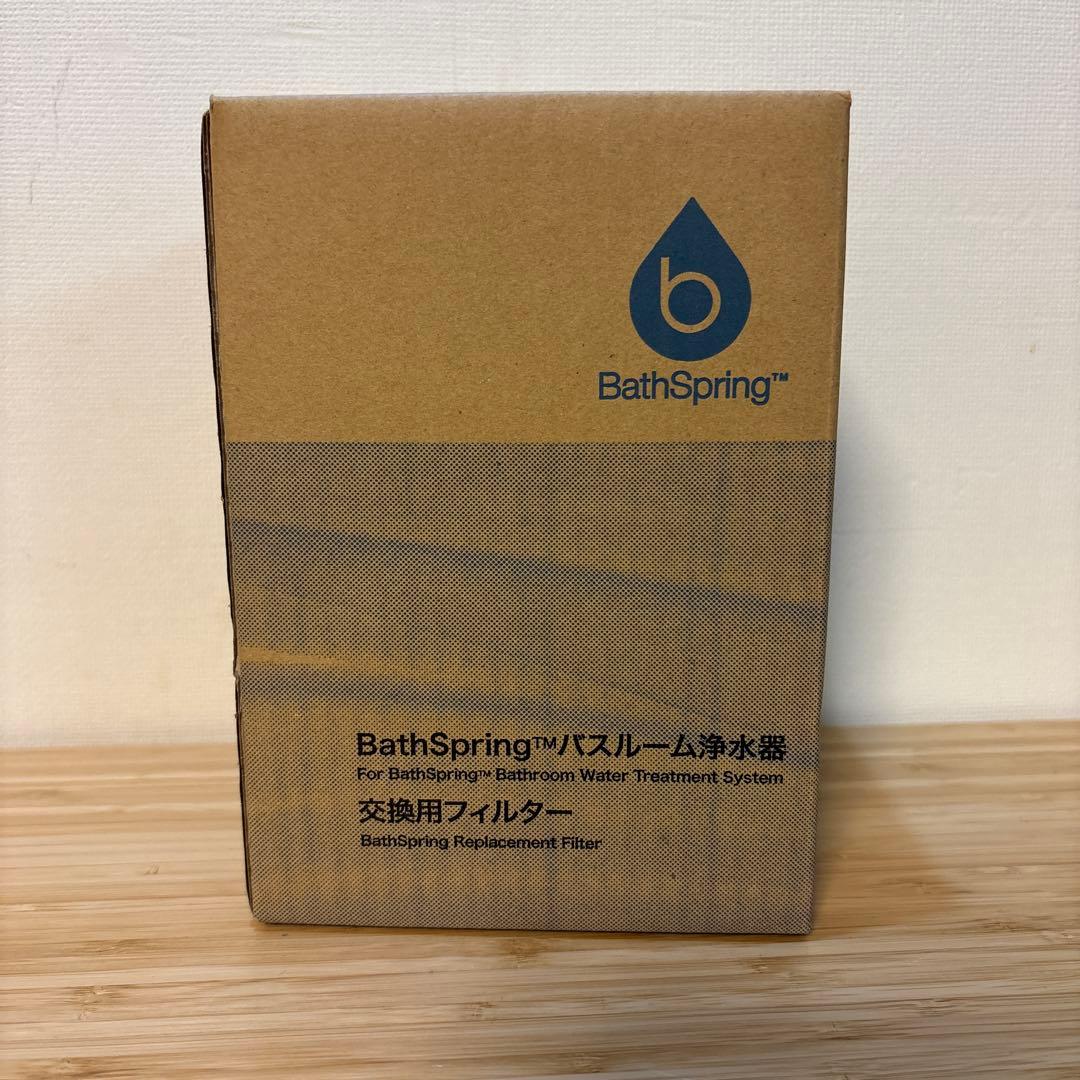 b
BathSpring™
BathSpring™バスルーム浄水器
For BathSpring™ Bathroom Water Treatment System
交換用フィルター
BathSpring Replacement Filter